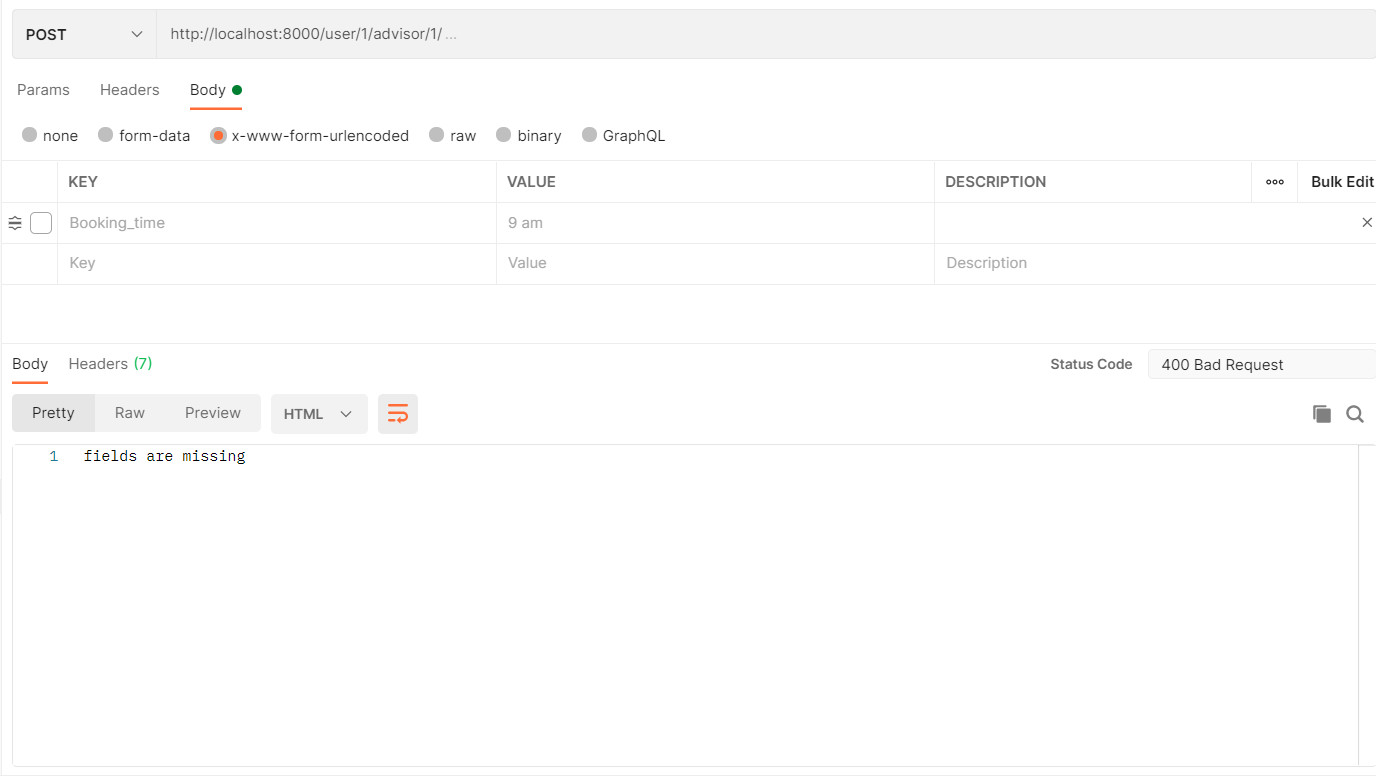 POST http://localhost:8000/user/1/advisor/1/ ...
Params Headers Body
none form-data x-www-form-urlencoded raw binary GraphQL
KEY VALUE DESCRIPTION ooo Bulk Edit
Booking_time 9 am
Key Value Description
Body Headers (7) Status Code 400 Bad Request
Pretty Raw Preview HTML
1 fields are missing